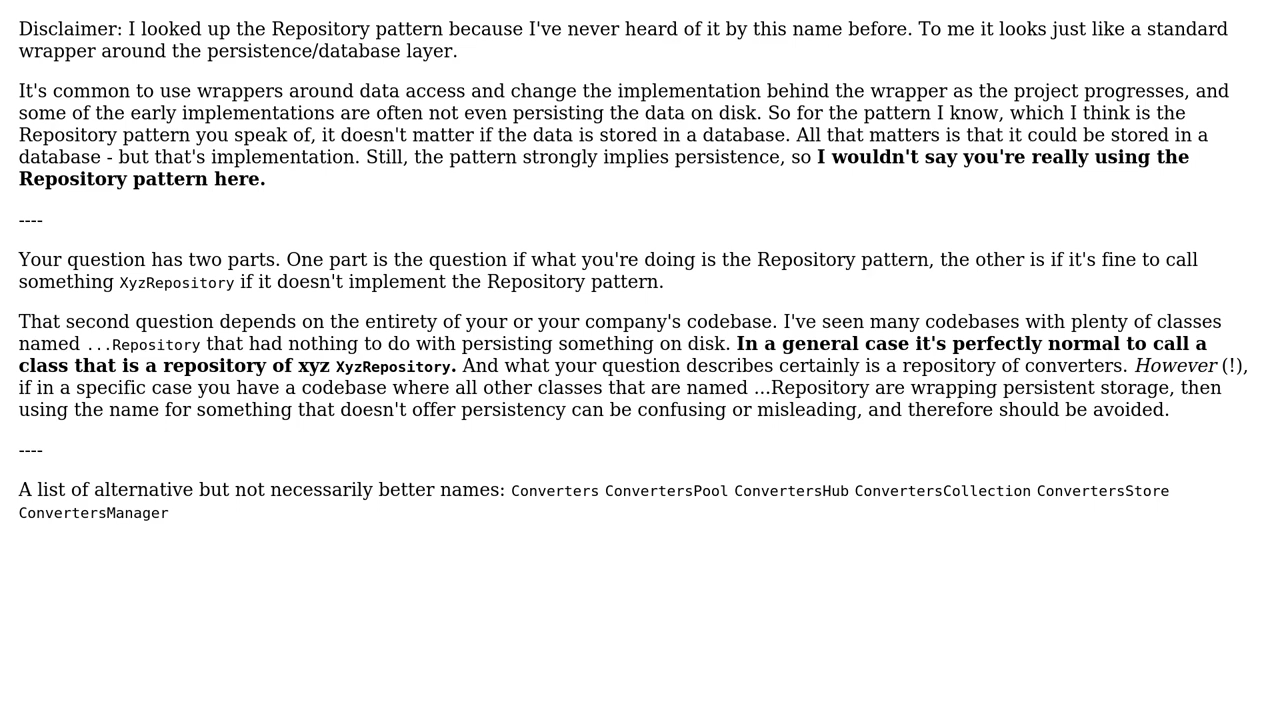 Disclaimer: I looked up the Repository pattern because I've never heard of it by this name before. To me it looks just like a standard
wrapper around the persistence/database layer.
It's common to use wrappers around data access and change the implementation behind the wrapper as the project progresses, and
some of the early implementations are often not even persisting the data on disk. So for the pattern I know, which I think is the
Repository pattern you speak of, it doesn't matter if the data is stored in a database. All that matters is that it could be stored in a
database - but that's implementation. Still, the pattern strongly implies persistence, so I wouldn't say you're really using the
Repository pattern here.
----
Your question has two parts. One part is the question if what you're doing is the Repository pattern, the other is if it's fine to call
something XyzRepository if it doesn't implement the Repository pattern.
That second question depends on the entirety of your or your company's codebase. I've seen many codebases with plenty of classes
named ...Repository that had nothing to do with persisting something on disk. In a general case it's perfectly normal to call a
class that is a repository of xyz XyzRepository. And what your question describes certainly is a repository of converters. However (!),
if in a specific case you have a codebase where all other classes that are named ...Repository are wrapping persistent storage, then
using the name for something that doesn't offer persistency can be confusing or misleading, and therefore should be avoided.
----
A list of alternative but not necessarily better names: Converters ConvertersPool ConvertersHub ConvertersCollection ConvertersStore
ConvertersManager